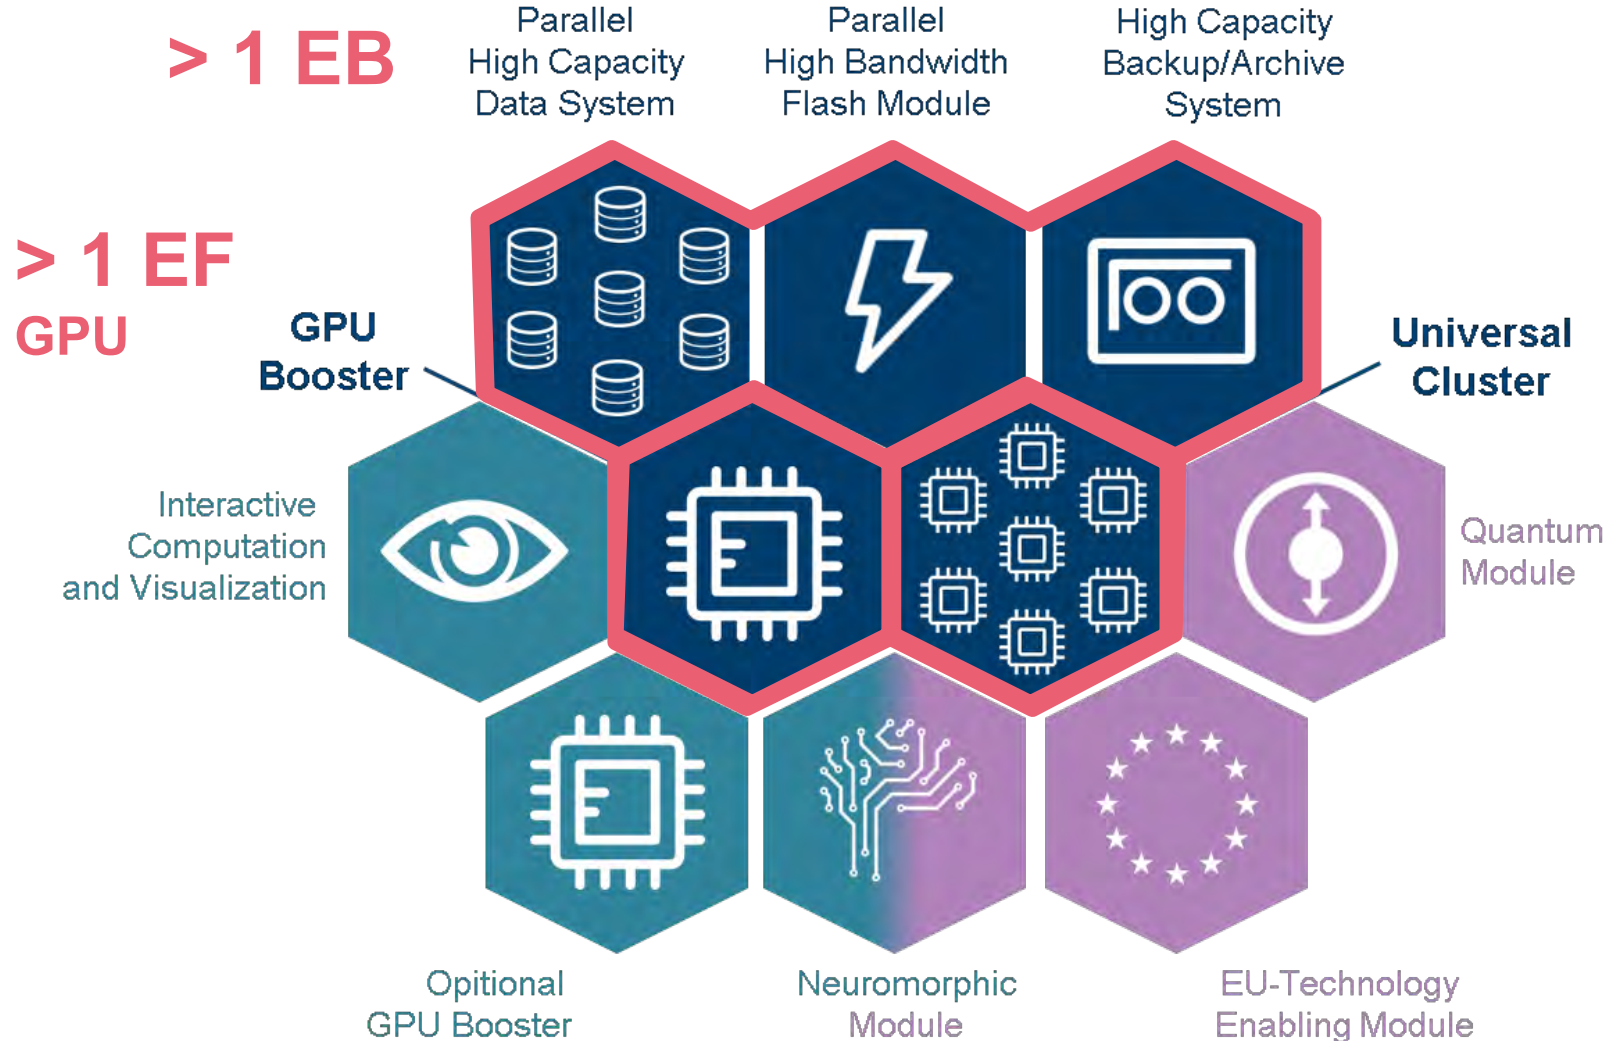 > 1 EB
Parallel
High Capacity
Data System
Parallel
High Bandwidth
Flash Module
High Capacity
Backup/Archive
System
> 1 EF
GPU
GPU
Booster
Universal
Cluster
Interactive
Computation
and Visualization
Quantum
Module
Opitional
GPU Booster
Neuromorphic
Module
EU-Technology
Enabling Module